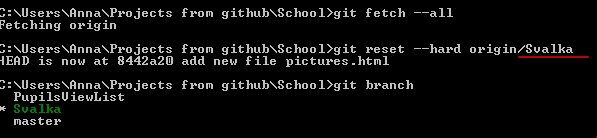 C:\Users\Anna\Projects from github\School>git fetch --all
Fetching origin
C:\Users\Anna\Projects from github\School>git reset --hard origin/Svalka
HEAD is now at 8442a20 add new file pictures.html
C:\Users\Anna\Projects from github\School>git branch
PupilsViewList
* Svalka
master